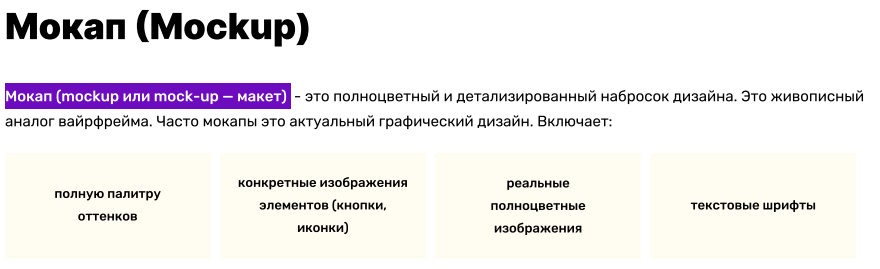 Мокап (Mockup)
Мокап (mockup или mock-up — макет) - это полноцветный и детализированный набросок дизайна. Это живописный
аналог вайрфрейма. Часто мокапы это актуальный графический дизайн. Включает:
полную палитру
оттенков
конкретные изображения
элементов (кнопки,
иконки)
реальные
полноцветные
изображения
текстовые шрифты